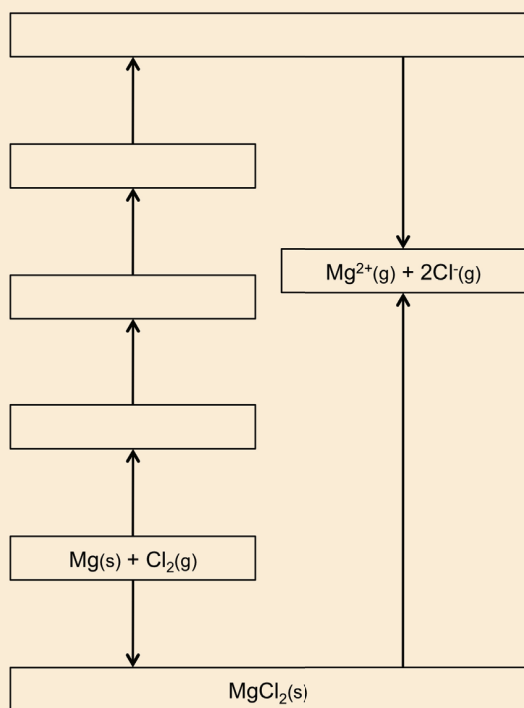 Mg²⁺(g) + 2Cl⁻(g)
Mg(s) + Cl₂(g)
MgCl₂(s)